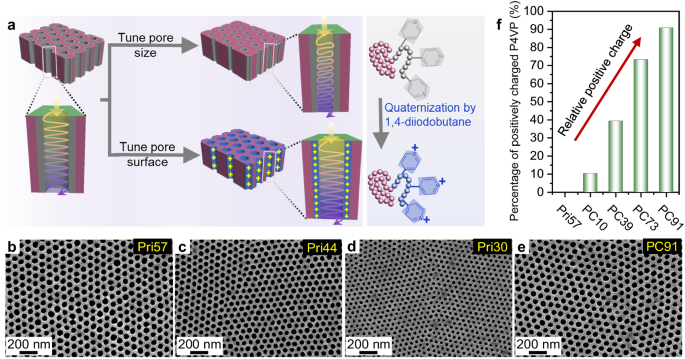 a
Tune pore
size
Tune pore
surface
Quaternization by
1,4-diiodobutane
+
+
+
f
Percentage of positively charged P4VP (%)
100
90
80
70
60
50
40
30
20
10
0
Relative positive charge
Pri57
PC10
PC39
PC73
PC91
b
Pri57
200 nm
c
Pri44
200 nm
d
Pri30
200 nm
e
PC91
200 nm